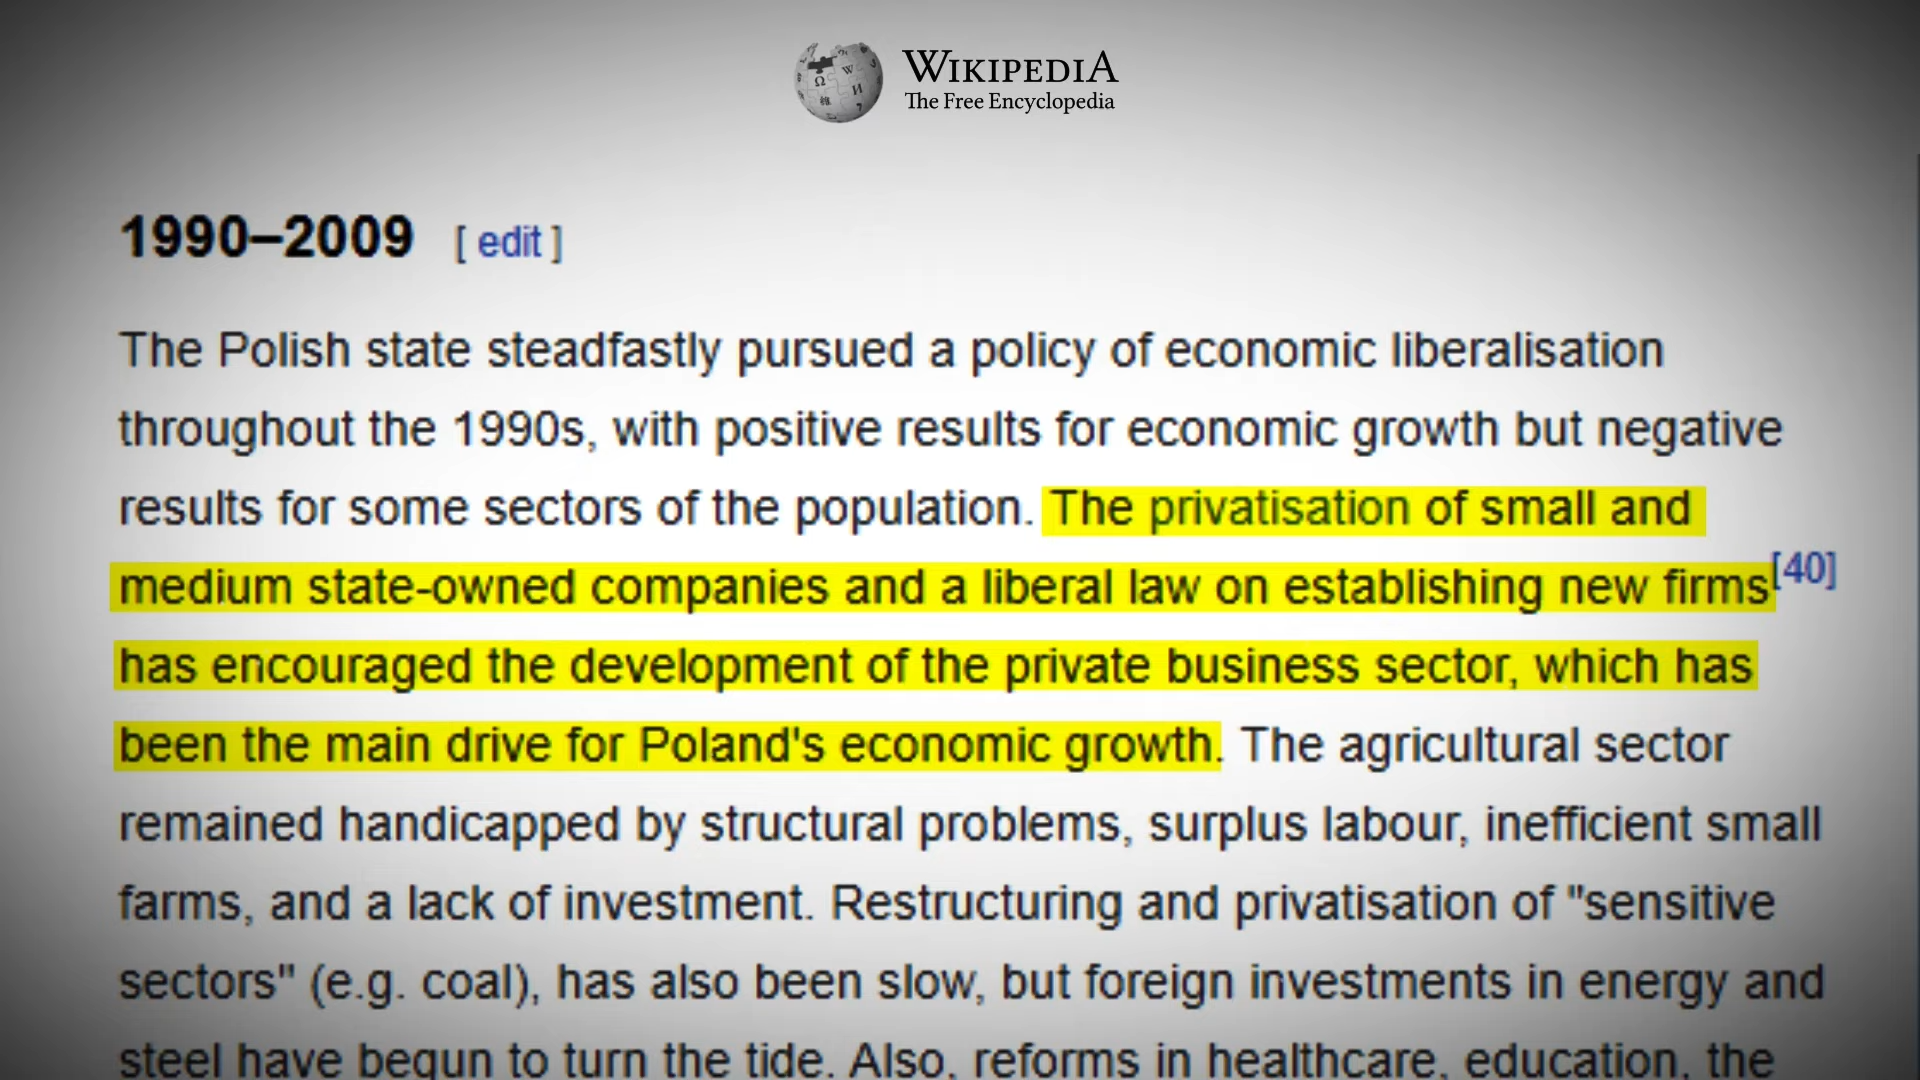 WIKIPEDIA
The Free Encyclopedia
1990–2009 [ edit ]
The Polish state steadfastly pursued a policy of economic liberalisation
throughout the 1990s, with positive results for economic growth but negative
results for some sectors of the population. The privatisation of small and
medium state-owned companies and a liberal law on establishing new firms[40]
has encouraged the development of the private business sector, which has
been the main drive for Poland's economic growth. The agricultural sector
remained handicapped by structural problems, surplus labour, inefficient small
farms, and a lack of investment. Restructuring and privatisation of "sensitive
sectors" (e.g. coal), has also been slow, but foreign investments in energy and
steel have begun to turn the tide. Also, reforms in healthcare, education, the